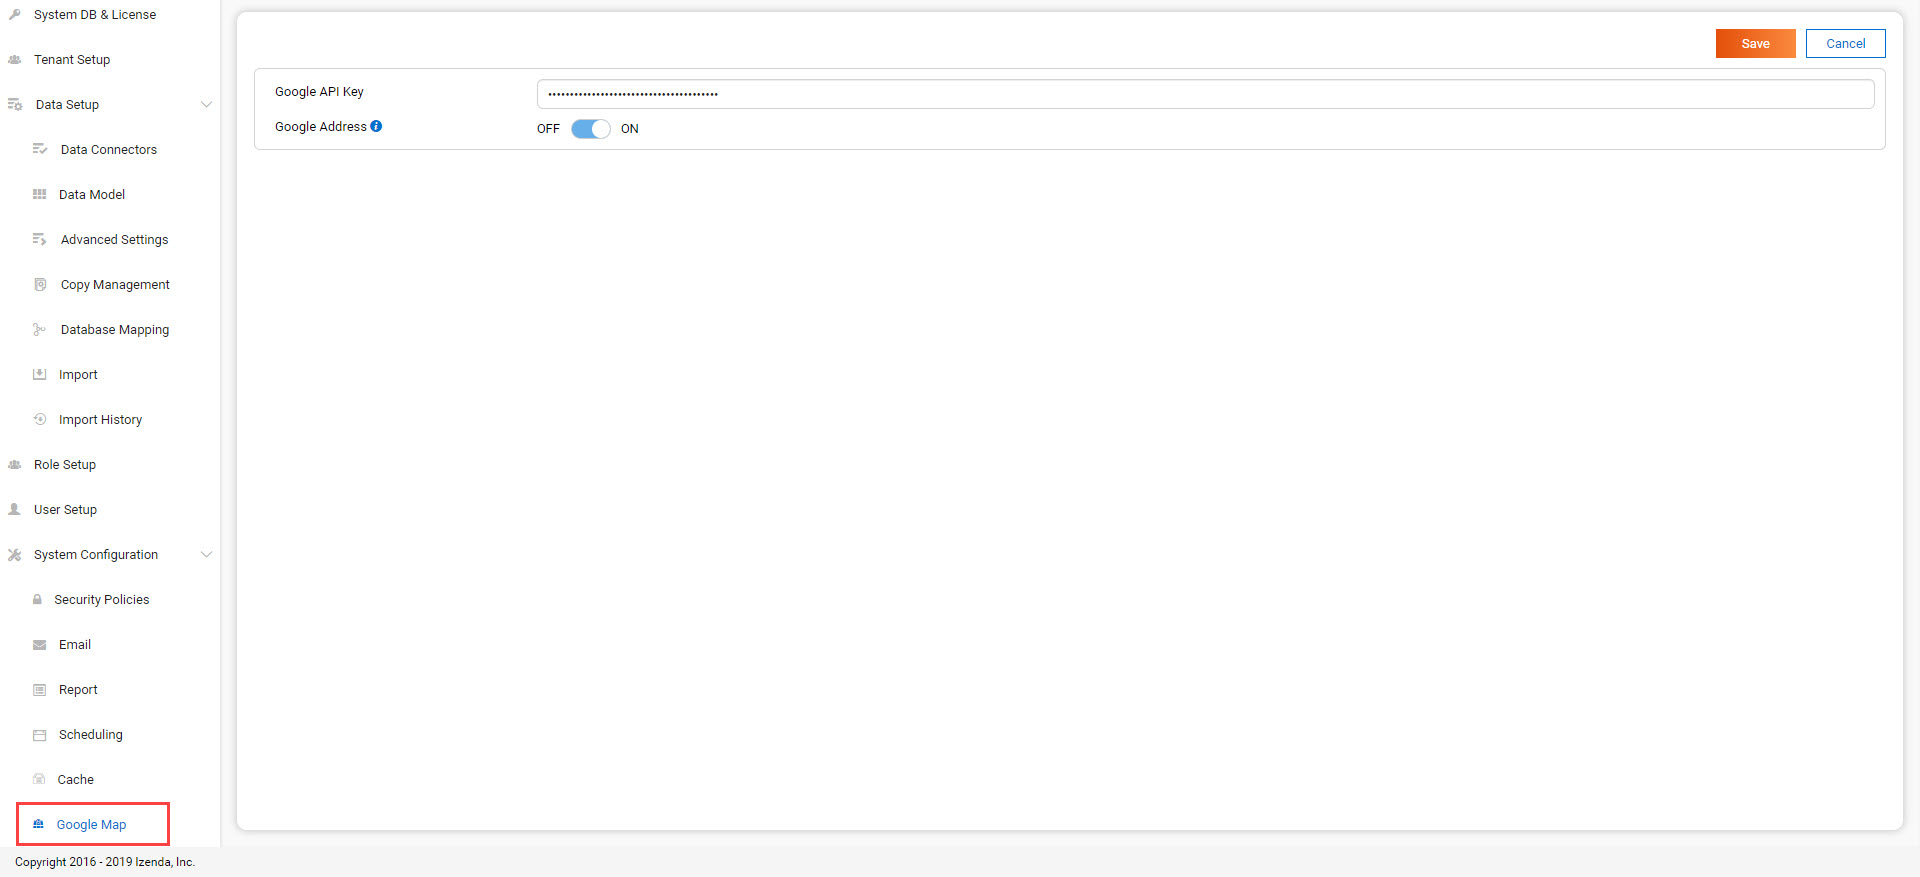 System DB & License
Tenant Setup
Data Setup
Data Connectors
Data Model
Advanced Settings
Copy Management
Database Mapping
Import
Import History
Role Setup
User Setup
System Configuration
Security Policies
Email
Report
Scheduling
Cache
Google Map
Save Cancel
Google API Key ••••••••••••••••••••••••••••••••••••••••
Google Address OFF ON
Copyright 2016 - 2019 Izenda, Inc.